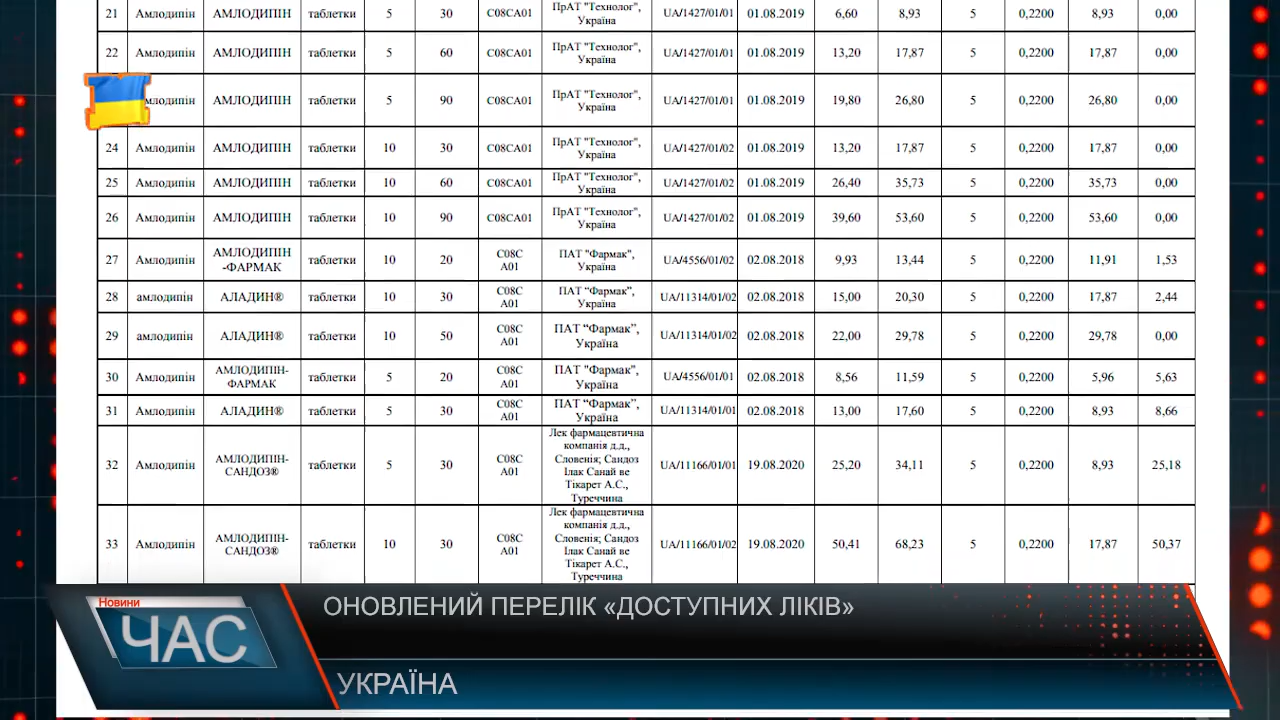 21 Амлодипін АМЛОДИПІН таблетки 5 30 C08CA01 ПрАТ "Технолог", Україна UA/1427/01/01 01.08.2019 6,60 8,93 5 0,2200 8,93 0,00
22 Амлодипін АМЛОДИПІН таблетки 5 60 C08CA01 ПрАТ "Технолог", Україна UA/1427/01/01 01.08.2019 13,20 17,87 5 0,2200 17,87 0,00
млодипін АМЛОДИПІН таблетки 5 90 C08CA01 ПрАТ "Технолог", Україна UA/1427/01/01 01.08.2019 19,80 26,80 5 0,2200 26,80 0,00
24 Амлодипін АМЛОДИПІН таблетки 10 30 C08CA01 ПрАТ "Технолог", Україна UA/1427/01/02 01.08.2019 13,20 17,87 5 0,2200 17,87 0,00
25 Амлодипін АМЛОДИПІН таблетки 10 60 C08CA01 ПрАТ "Технолог", Україна UA/1427/01/02 01.08.2019 26,40 35,73 5 0,2200 35,73 0,00
26 Амлодипін АМЛОДИПІН таблетки 10 90 C08CA01 ПрАТ "Технолог", Україна UA/1427/01/02 01.08.2019 39,60 53,60 5 0,2200 53,60 0,00
27 Амлодипін АМЛОДИПІН -ФАРМАК таблетки 10 20 C08C A01 ПАТ "Фармак", Україна UA/4556/01/02 02.08.2018 9,93 13,44 5 0,2200 11,91 1,53
28 амлодипін АЛАДИН® таблетки 10 30 C08C A01 ПАТ “Фармак”, Україна UA/11314/01/02 02.08.2018 15,00 20,30 5 0,2200 17,87 2,44
29 амлодипін АЛАДИН® таблетки 10 50 C08C A01 ПАТ “Фармак”, Україна UA/11314/01/02 02.08.2018 22,00 29,78 5 0,2200 29,78 0,00
30 Амлодипін АМЛОДИПІН- ФАРМАК таблетки 5 20 C08C A01 ПАТ "Фармак", Україна UA/4556/01/01 02.08.2018 8,56 11,59 5 0,2200 5,96 5,63
31 Амлодипін АЛАДИН® таблетки 5 30 C08C A01 ПАТ “Фармак”, Україна UA/11314/01/01 02.08.2018 13,00 17,60 5 0,2200 8,93 8,66
32 Амлодипін АМЛОДИПІН- САНДОЗ® таблетки 5 30 C08C A01 Лек фармацевтична компанія д.д., Словенія; Сандоз Ілак Санай ве Тікарет А.С., Туреччина UA/11166/01/01 19.08.2020 25,20 34,11 5 0,2200 8,93 25,18
33 Амлодипін АМЛОДИПІН- САНДОЗ® таблетки 10 30 C08C A01 Лек фармацевтична компанія д.д., Словенія; Сандоз Ілак Санай ве Тікарет А.С., Туреччина UA/11166/01/02 19.08.2020 50,41 68,23 5 0,2200 17,87 50,37
Новини
ЧАС
ОНОВЛЕНИЙ ПЕРЕЛІК «ДОСТУПНИХ ЛІКІВ»
УКРАЇНА